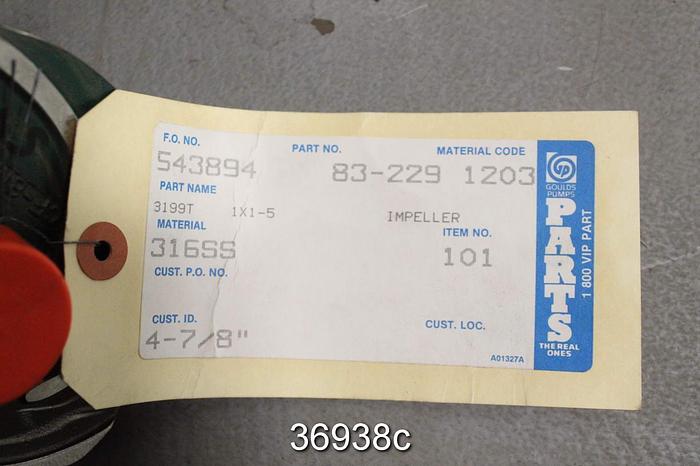 F.O. NO. PART NO. MATERIAL CODE
543894 83-229 1203
PART NAME
3199T 1X1-5 IMPELLER
MATERIAL ITEM NO.
316SS 101
CUST. P.O. NO.
CUST. ID. CUST. LOC.
4-7/8"
A01327A
GOULDS
PUMPS
PARTS
1 800 VIP PART
THE REAL
ONES
36938c